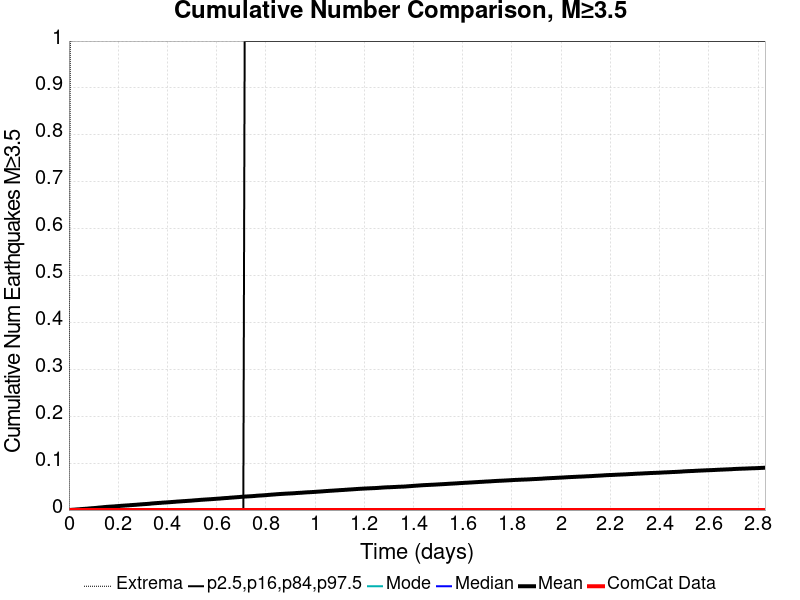 Cumulative Number Comparison, M≥3.5
Cumulative Num Earthquakes M≥3.5
1
0.9
0.8
0.7
0.6
0.5
0.4
0.3
0.2
0.1
0
0 0.2 0.4 0.6 0.8 1 1.2 1.4 1.6 1.8 2 2.2 2.4 2.6 2.8
Time (days)
Extrema p2.5,p16,p84,p97.5 Mode Median Mean ComCat Data